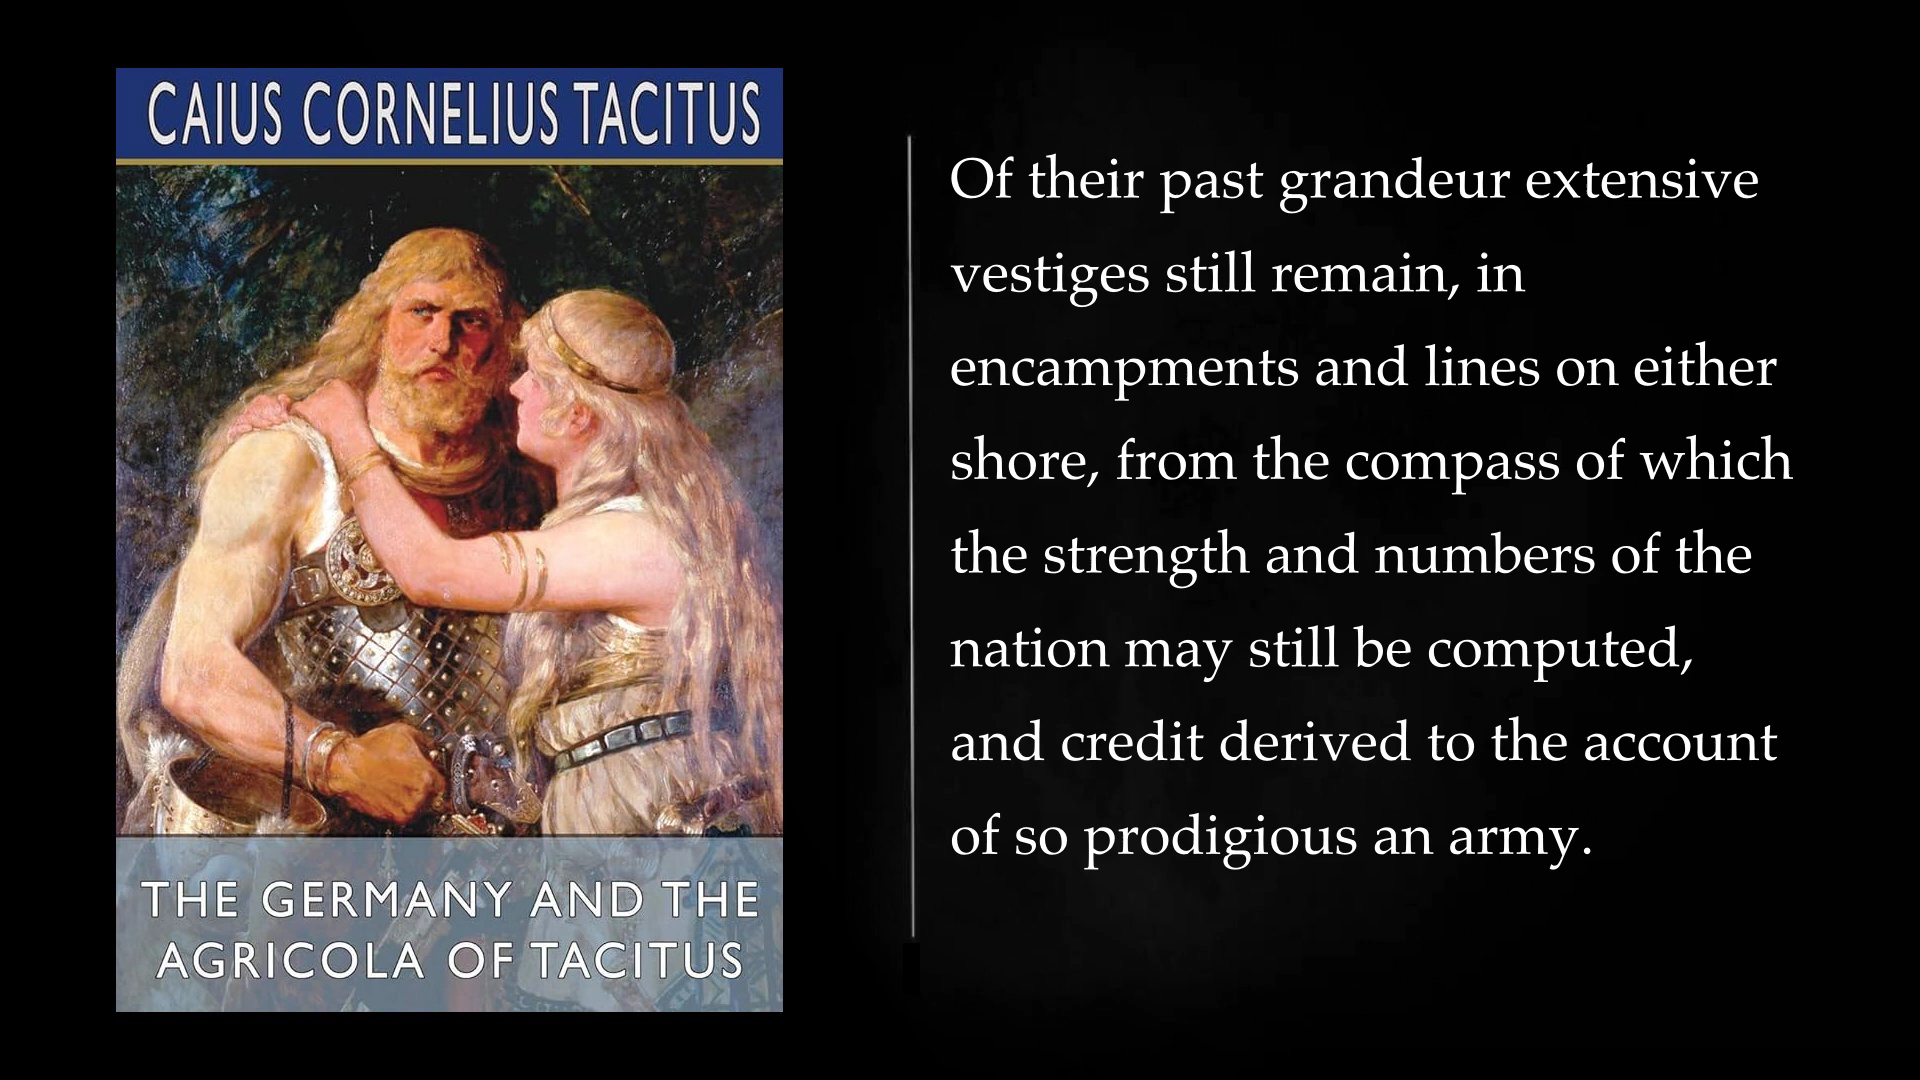 CAIUS CORNELIUS TACITUS
THE GERMANY AND THE
AGRICOLA OF TACITUS
Of their past grandeur extensive
vestiges still remain, in
encampments and lines on either
shore, from the compass of which
the strength and numbers of the
nation may still be computed,
and credit derived to the account
of so prodigious an army.